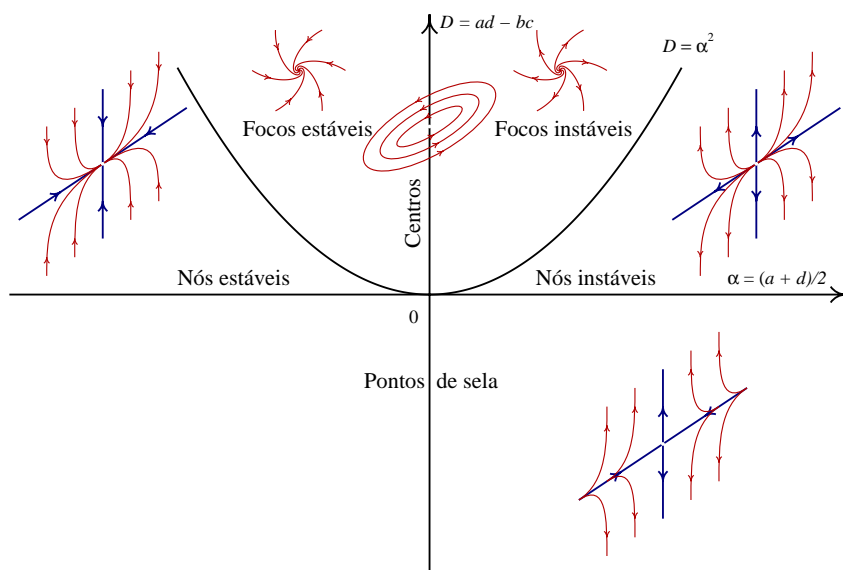 D = ad − bc
D = α²
Focos estáveis
Focos instáveis
Centros
Nós estáveis
Nós instáveis
α = (a + d)/2
0
Pontos de sela